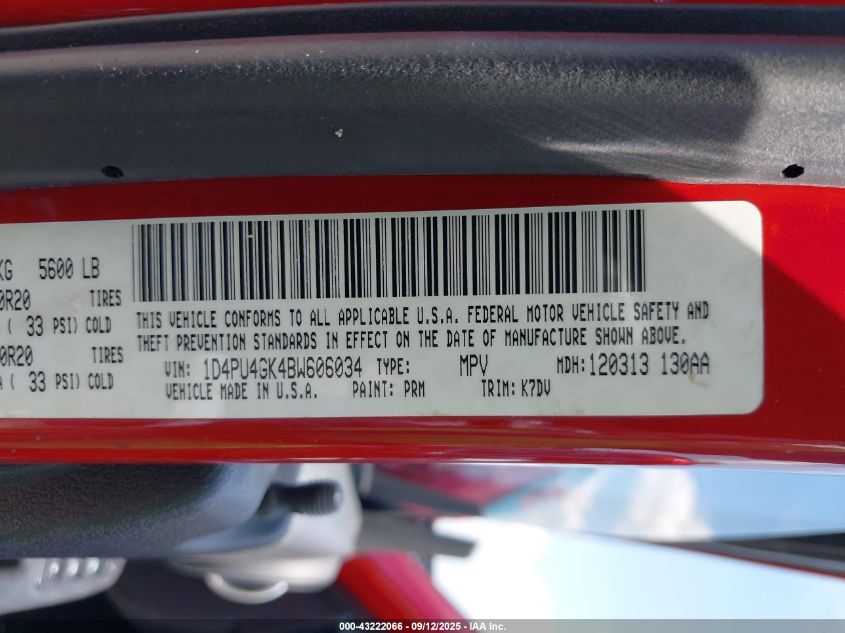 KG 5600 LB
0R20 TIRES
( 33 PSI) COLD
0R20 TIRES
A ( 33 PSI) COLD
THIS VEHICLE CONFORMS TO ALL APPLICABLE U.S.A. FEDERAL MOTOR VEHICLE SAFETY AND
THEFT PREVENTION STANDARDS IN EFFECT ON THE DATE OF MANUFACTURE SHOWN ABOVE.
VIN: 1D4PU4GK4BW606034 TYPE: MPV MDH: 120313 130AA
VEHICLE MADE IN U.S.A. PAINT: PRM TRIM: K7DV
000-43222066 - 09/12/2025 - IAA Inc.